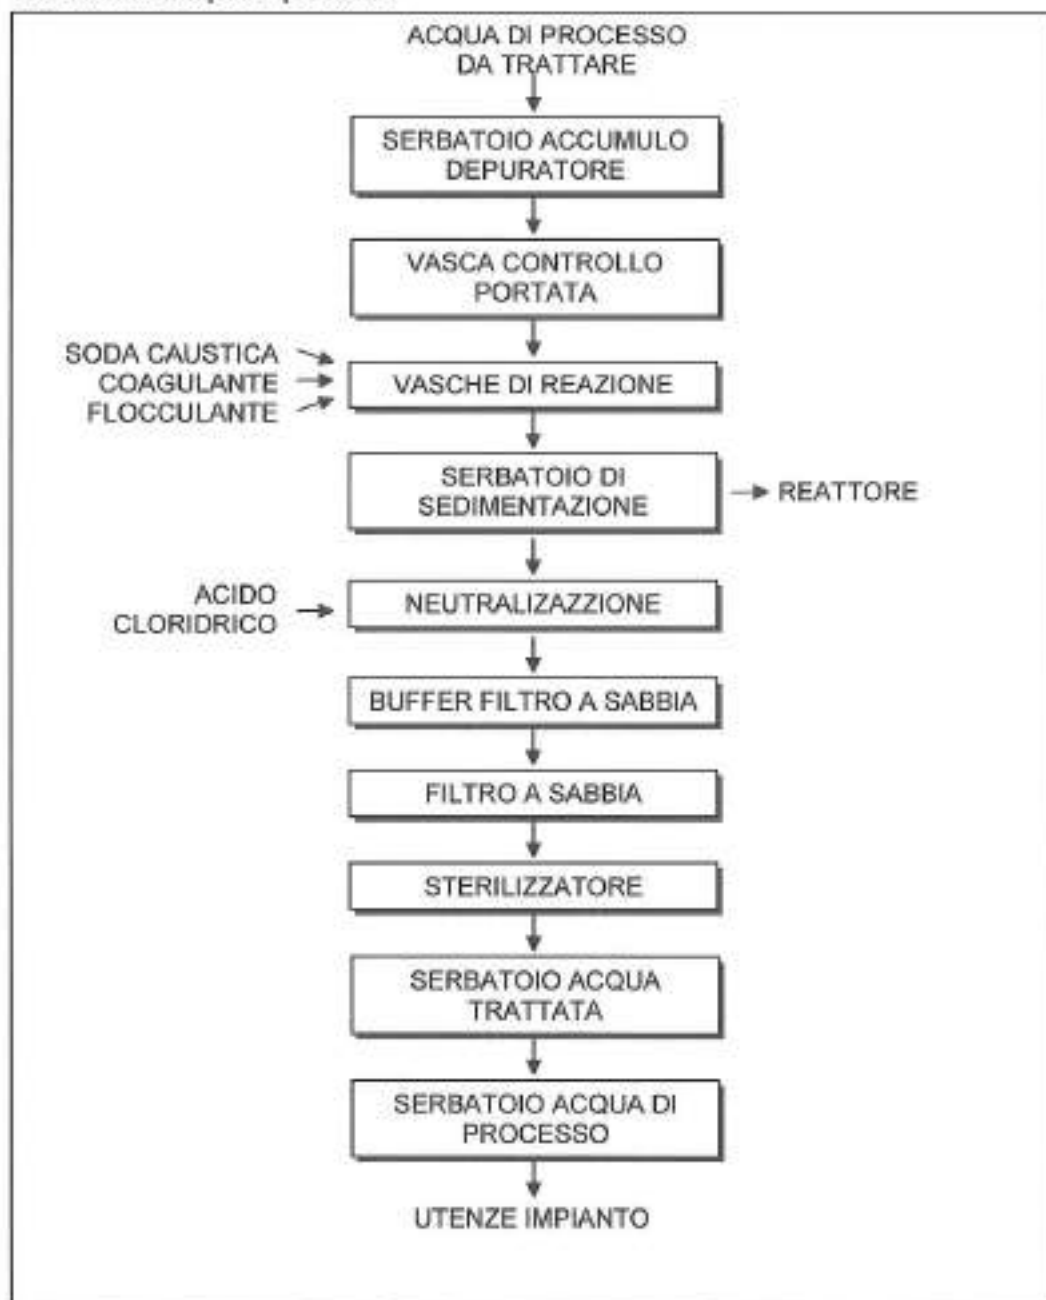 ACQUA DI PROCESSO
DA TRATTARE
SERBATOIO ACCUMULO
DEPURATORE
VASCA CONTROLLO
PORTATA
SODA CAUSTICA
COAGULANTE
FLOCCULANTE
VASCHE DI REAZIONE
SERBATOIO DI
SEDIMENTAZIONE
REATTORE
ACIDO
CLORIDRICO
NEUTRALIZAZZIONE
BUFFER FILTRO A SABBIA
FILTRO A SABBIA
STERILIZZATORE
SERBATOIO ACQUA
TRATTATA
SERBATOIO ACQUA DI
PROCESSO
UTENZE IMPIANTO